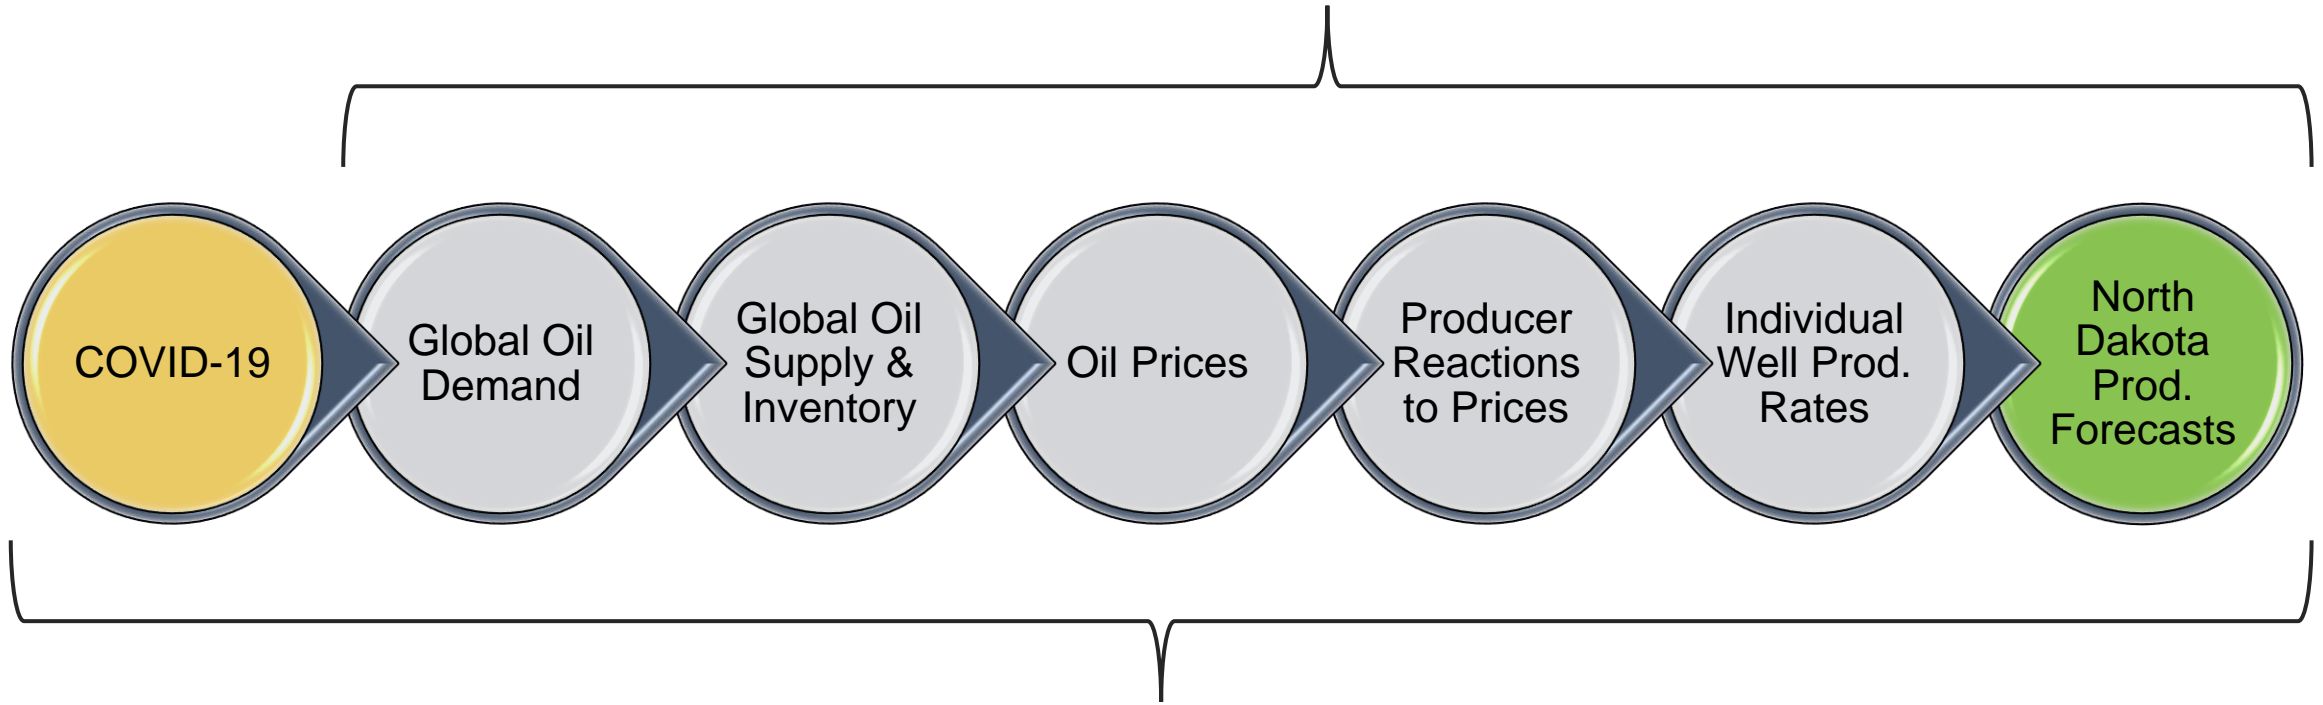 COVID-19
Global Oil
Demand
Global Oil
Supply &
Inventory
Oil Prices
Producer
Reactions
to Prices
Individual
Well Prod.
Rates
North
Dakota
Prod.
Forecasts